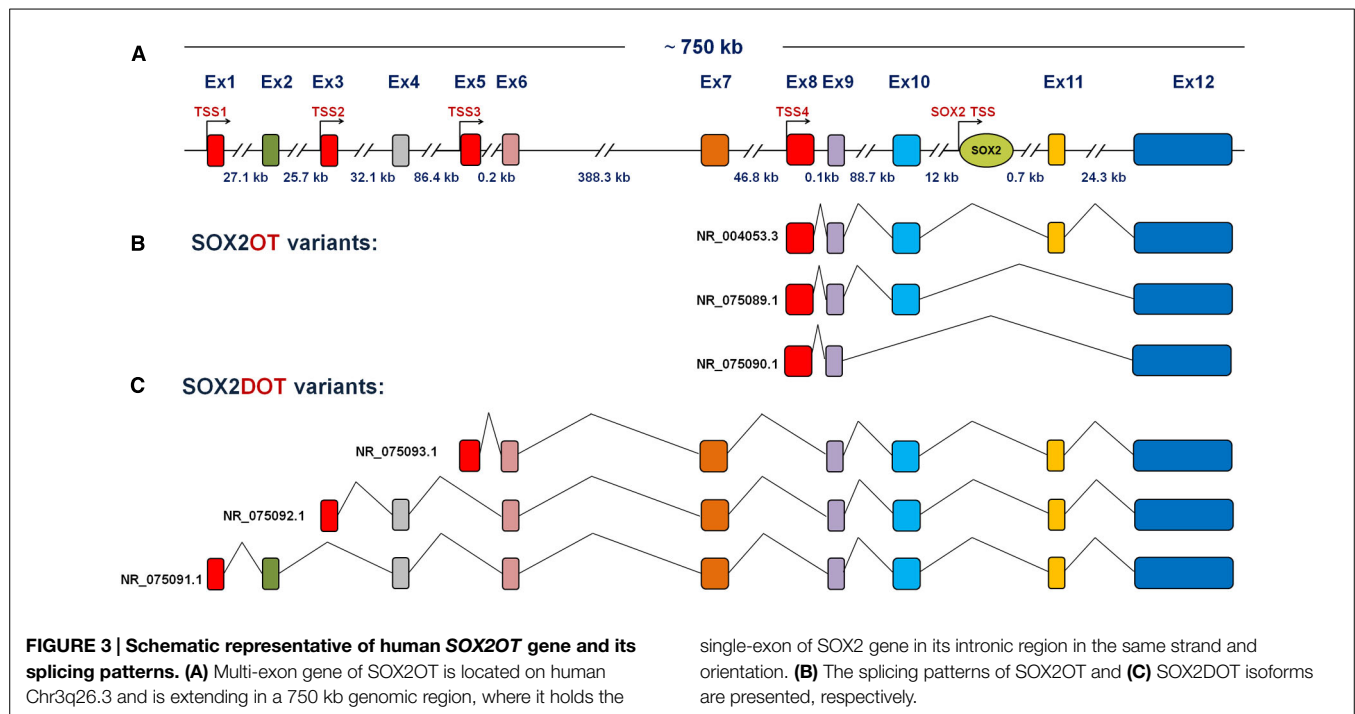 A
~ 750 kb
Ex1 Ex2 Ex3 Ex4 Ex5 Ex6 Ex7 Ex8 Ex9 Ex10 Ex11 Ex12
TSS1 TSS2 TSS3 TSS4 SOX2 TSS
SOX2
27.1 kb 25.7 kb 32.1 kb 86.4 kb 0.2 kb 388.3 kb 46.8 kb 0.1kb 88.7 kb 12 kb 0.7 kb 24.3 kb
B SOX2OT variants:
NR_004053.3
NR_075089.1
NR_075090.1
C SOX2DOT variants:
NR_075093.1
NR_075092.1
NR_075091.1
FIGURE 3 | Schematic representative of human SOX2OT gene and its
splicing patterns. (A) Multi-exon gene of SOX2OT is located on human
Chr3q26.3 and is extending in a 750 kb genomic region, where it holds the
single-exon of SOX2 gene in its intronic region in the same strand and
orientation. (B) The splicing patterns of SOX2OT and (C) SOX2DOT isoforms
are presented, respectively.